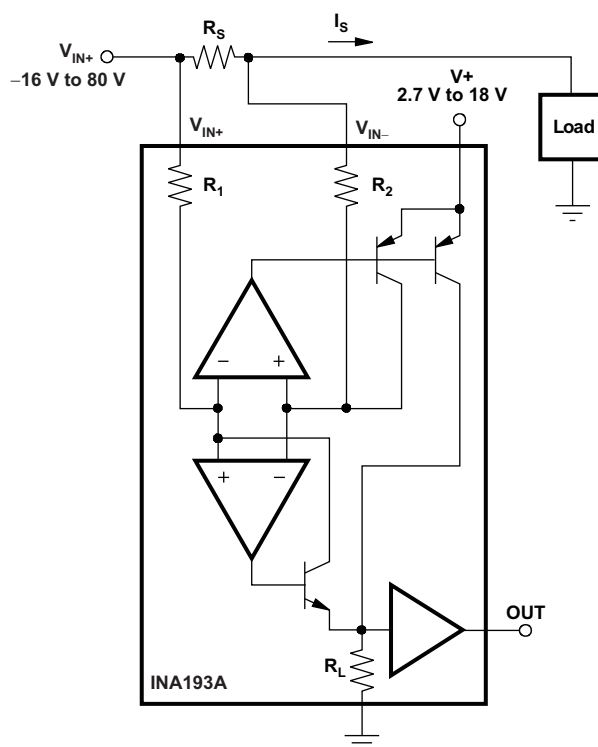 R_S
I_S
V_IN+
−16 V to 80 V
V+
2.7 V to 18 V
V_IN+
V_IN−
Load
R_1
R_2
− +
+ −
OUT
R_L
INA193A